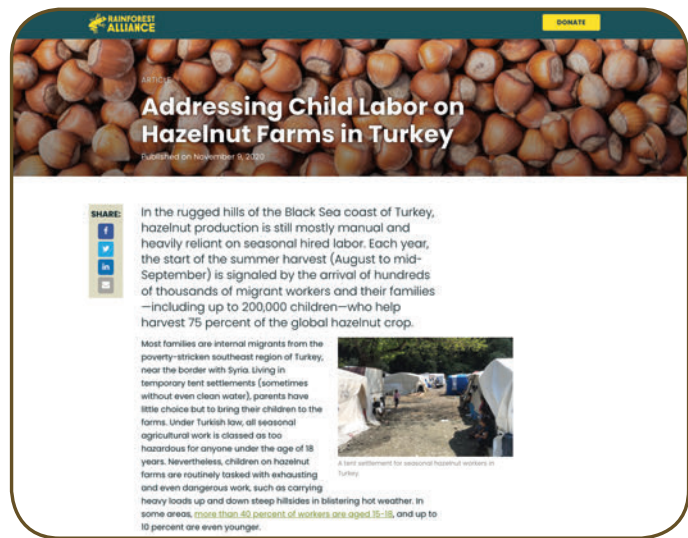 RAINFOREST
ALLIANCE
DONATE
ARTICLE
Addressing Child Labor on
Hazelnut Farms in Turkey
Published on November 9, 2020
SHARE:
In the rugged hills of the Black Sea coast of Turkey,
hazelnut production is still mostly manual and
heavily reliant on seasonal hired labor. Each year,
the start of the summer harvest (August to mid-
September) is signaled by the arrival of hundreds
of thousands of migrant workers and their families
—including up to 200,000 children—who help
harvest 75 percent of the global hazelnut crop.
Most families are internal migrants from the
poverty-stricken southeast region of Turkey,
near the border with Syria. Living in
temporary tent settlements (sometimes
without even clean water), parents have
little choice but to bring their children to the
farms. Under Turkish law, all seasonal
agricultural work is classed as too
hazardous for anyone under the age of 18
years. Nevertheless, children on hazelnut
farms are routinely tasked with exhausting
and even dangerous work, such as carrying
heavy loads up and down steep hillsides in blistering hot weather. In
some areas, more than 40 percent of workers are aged 15-18, and up to
10 percent are even younger.
A tent settlement for seasonal hazelnut workers in
Turkey